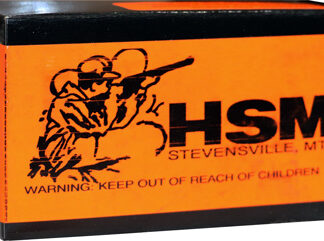 HSM
STEVENSVILLE, MT
WARNING: KEEP OUT OF REACH OF CHILDREN